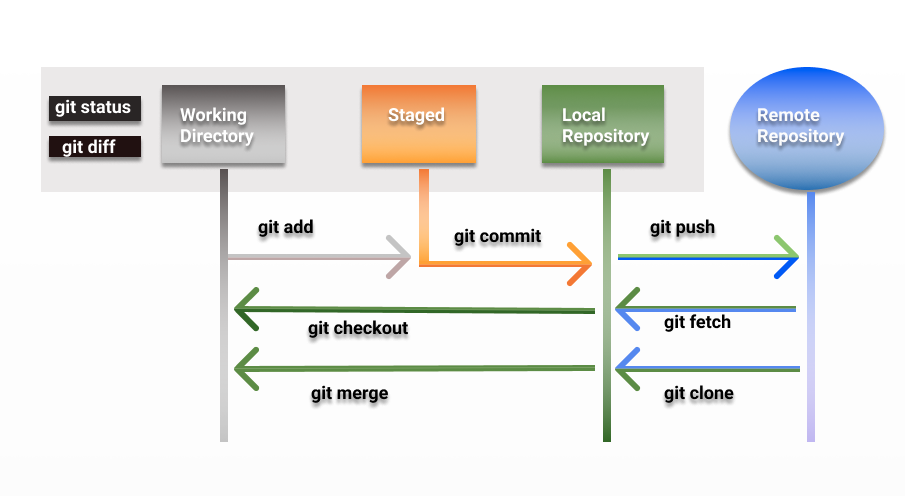 git status
git diff
Working
Directory
Staged
Local
Repository
Remote
Repository
git add
git commit
git push
git checkout
git fetch
git merge
git clone